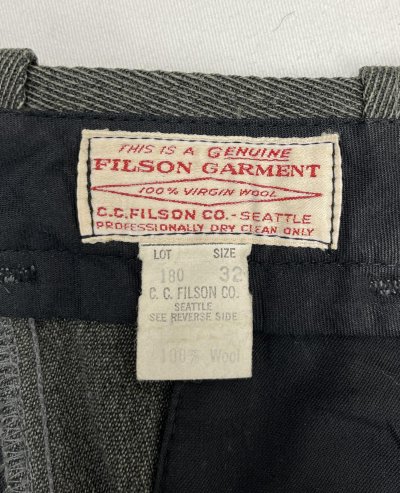 THIS IS A GENUINE
FILSON GARMENT
100% VIRGIN WOOL
C.C.FILSON CO.-SEATTLE
PROFESSIONALLY DRY CLEAN ONLY
LOT SIZE
180 32
C. C. FILSON CO.
SEATTLE
SEE REVERSE SIDE
100% Wool